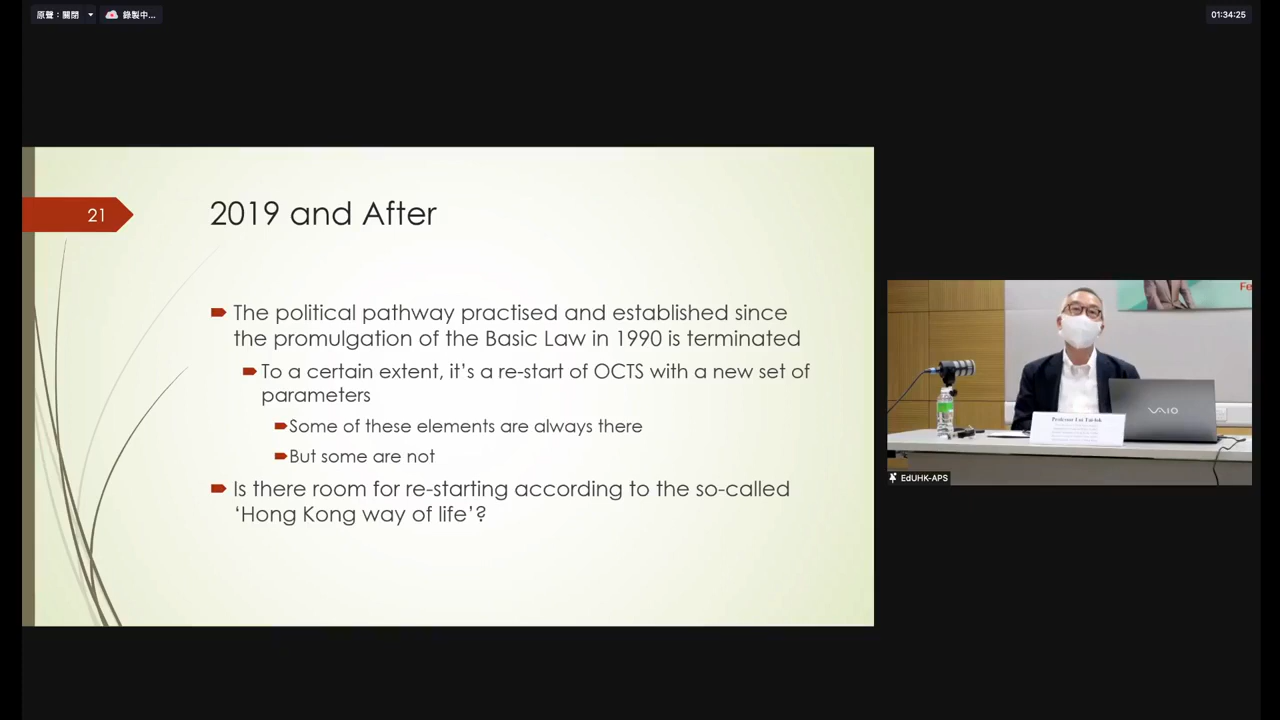 原聲：關閉
錄製中...
01:34:25
21
2019 and After
The political pathway practised and established since
the promulgation of the Basic Law in 1990 is terminated
To a certain extent, it's a re-start of OCTS with a new set of
parameters
Some of these elements are always there
But some are not
Is there room for re-starting according to the so-called
‘Hong Kong way of life’?
Fe
VAIO
EdUHK-APS